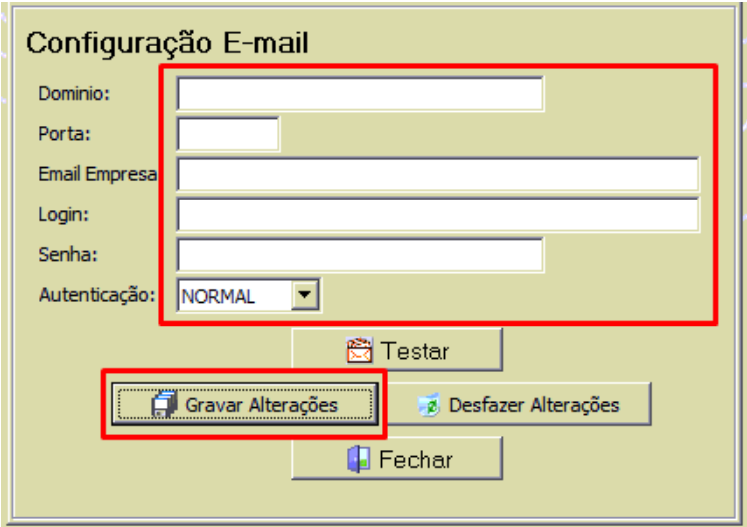 Configuração E-mail
Dominio:
Porta:
Email Empresa
Login:
Senha:
Autenticação: NORMAL
Testar
Gravar Alterações Desfazer Alterações
Fechar